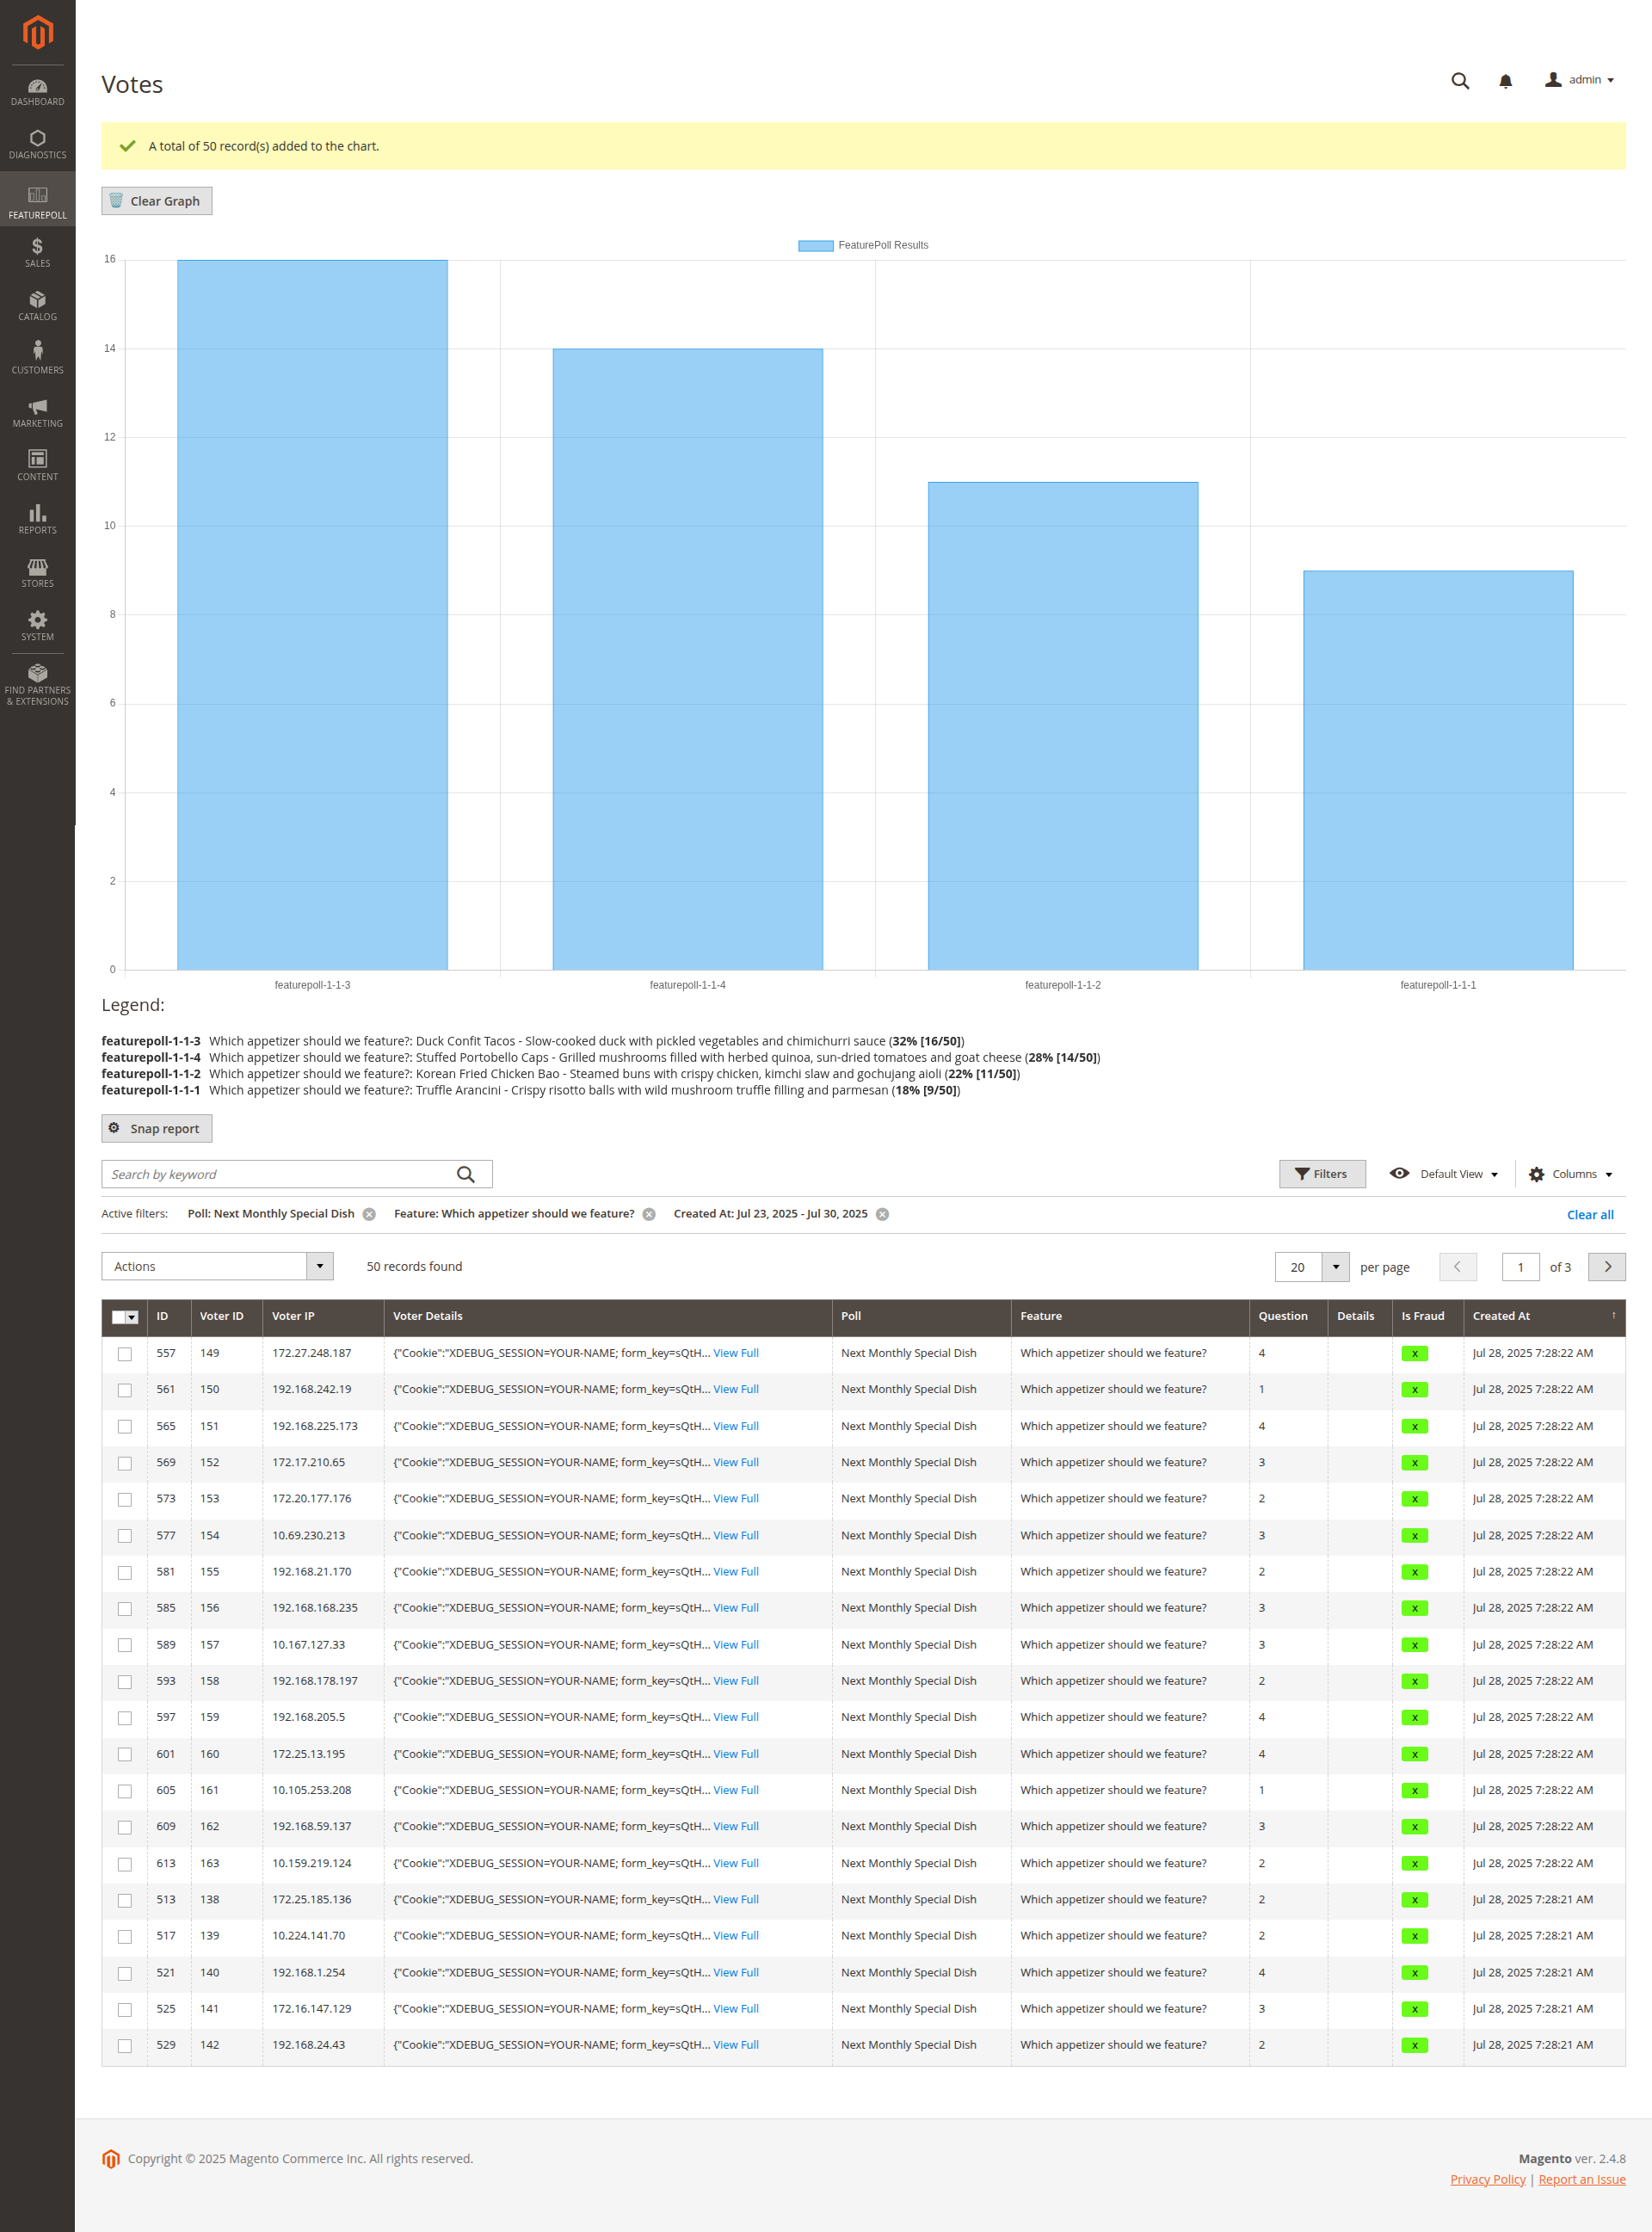 Votes
admin
DASHBOARD
DIAGNOSTICS
FEATUREPOLL
SALES
CATALOG
CUSTOMERS
MARKETING
CONTENT
REPORTS
STORES
SYSTEM
FIND PARTNERS
& EXTENSIONS
A total of 50 record(s) added to the chart.
Clear Graph
FeaturePoll Results
16
14
12
10
8
6
4
2
0
featurepoll-1-1-3 featurepoll-1-1-4 featurepoll-1-1-2 featurepoll-1-1-1
Legend:
featurepoll-1-1-3 Which appetizer should we feature?: Duck Confit Tacos - Slow-cooked duck with pickled vegetables and chimichurri sauce (32% [16/50])
featurepoll-1-1-4 Which appetizer should we feature?: Stuffed Portobello Caps - Grilled mushrooms filled with herbed quinoa, sun-dried tomatoes and goat cheese (28% [14/50])
featurepoll-1-1-2 Which appetizer should we feature?: Korean Fried Chicken Bao - Steamed buns with crispy chicken, kimchi slaw and gochujang aioli (22% [11/50])
featurepoll-1-1-1 Which appetizer should we feature?: Truffle Arancini - Crispy risotto balls with wild mushroom truffle filling and parmesan (18% [9/50])
Snap report
Search by keyword Filters Default View Columns
Active filters: Poll: Next Monthly Special Dish Feature: Which appetizer should we feature? Created At: Jul 23, 2025 - Jul 30, 2025 Clear all
Actions 50 records found 20 per page 1 of 3
ID Voter ID Voter IP Voter Details Poll Feature Question Details Is Fraud Created At ↑
557 149 172.27.248.187 {"Cookie":"XDEBUG_SESSION=YOUR-NAME; form_key=sQtH... View Full Next Monthly Special Dish Which appetizer should we feature? 4 x Jul 28, 2025 7:28:22 AM
561 150 192.168.242.19 {"Cookie":"XDEBUG_SESSION=YOUR-NAME; form_key=sQtH... View Full Next Monthly Special Dish Which appetizer should we feature? 1 x Jul 28, 2025 7:28:22 AM
565 151 192.168.225.173 {"Cookie":"XDEBUG_SESSION=YOUR-NAME; form_key=sQtH... View Full Next Monthly Special Dish Which appetizer should we feature? 4 x Jul 28, 2025 7:28:22 AM
569 152 172.17.210.65 {"Cookie":"XDEBUG_SESSION=YOUR-NAME; form_key=sQtH... View Full Next Monthly Special Dish Which appetizer should we feature? 3 x Jul 28, 2025 7:28:22 AM
573 153 172.20.177.176 {"Cookie":"XDEBUG_SESSION=YOUR-NAME; form_key=sQtH... View Full Next Monthly Special Dish Which appetizer should we feature? 2 x Jul 28, 2025 7:28:22 AM
577 154 10.69.230.213 {"Cookie":"XDEBUG_SESSION=YOUR-NAME; form_key=sQtH... View Full Next Monthly Special Dish Which appetizer should we feature? 3 x Jul 28, 2025 7:28:22 AM
581 155 192.168.21.170 {"Cookie":"XDEBUG_SESSION=YOUR-NAME; form_key=sQtH... View Full Next Monthly Special Dish Which appetizer should we feature? 2 x Jul 28, 2025 7:28:22 AM
585 156 192.168.168.235 {"Cookie":"XDEBUG_SESSION=YOUR-NAME; form_key=sQtH... View Full Next Monthly Special Dish Which appetizer should we feature? 3 x Jul 28, 2025 7:28:22 AM
589 157 10.167.127.33 {"Cookie":"XDEBUG_SESSION=YOUR-NAME; form_key=sQtH... View Full Next Monthly Special Dish Which appetizer should we feature? 3 x Jul 28, 2025 7:28:22 AM
593 158 192.168.178.197 {"Cookie":"XDEBUG_SESSION=YOUR-NAME; form_key=sQtH... View Full Next Monthly Special Dish Which appetizer should we feature? 2 x Jul 28, 2025 7:28:22 AM
597 159 192.168.205.5 {"Cookie":"XDEBUG_SESSION=YOUR-NAME; form_key=sQtH... View Full Next Monthly Special Dish Which appetizer should we feature? 4 x Jul 28, 2025 7:28:22 AM
601 160 172.25.13.195 {"Cookie":"XDEBUG_SESSION=YOUR-NAME; form_key=sQtH... View Full Next Monthly Special Dish Which appetizer should we feature? 4 x Jul 28, 2025 7:28:22 AM
605 161 10.105.253.208 {"Cookie":"XDEBUG_SESSION=YOUR-NAME; form_key=sQtH... View Full Next Monthly Special Dish Which appetizer should we feature? 1 x Jul 28, 2025 7:28:22 AM
609 162 192.168.59.137 {"Cookie":"XDEBUG_SESSION=YOUR-NAME; form_key=sQtH... View Full Next Monthly Special Dish Which appetizer should we feature? 3 x Jul 28, 2025 7:28:22 AM
613 163 10.159.219.124 {"Cookie":"XDEBUG_SESSION=YOUR-NAME; form_key=sQtH... View Full Next Monthly Special Dish Which appetizer should we feature? 2 x Jul 28, 2025 7:28:22 AM
513 138 172.25.185.136 {"Cookie":"XDEBUG_SESSION=YOUR-NAME; form_key=sQtH... View Full Next Monthly Special Dish Which appetizer should we feature? 2 x Jul 28, 2025 7:28:21 AM
517 139 10.224.141.70 {"Cookie":"XDEBUG_SESSION=YOUR-NAME; form_key=sQtH... View Full Next Monthly Special Dish Which appetizer should we feature? 2 x Jul 28, 2025 7:28:21 AM
521 140 192.168.1.254 {"Cookie":"XDEBUG_SESSION=YOUR-NAME; form_key=sQtH... View Full Next Monthly Special Dish Which appetizer should we feature? 4 x Jul 28, 2025 7:28:21 AM
525 141 172.16.147.129 {"Cookie":"XDEBUG_SESSION=YOUR-NAME; form_key=sQtH... View Full Next Monthly Special Dish Which appetizer should we feature? 3 x Jul 28, 2025 7:28:21 AM
529 142 192.168.24.43 {"Cookie":"XDEBUG_SESSION=YOUR-NAME; form_key=sQtH... View Full Next Monthly Special Dish Which appetizer should we feature? 2 x Jul 28, 2025 7:28:21 AM
Copyright © 2025 Magento Commerce Inc. All rights reserved. Magento ver. 2.4.8
Privacy Policy | Report an Issue